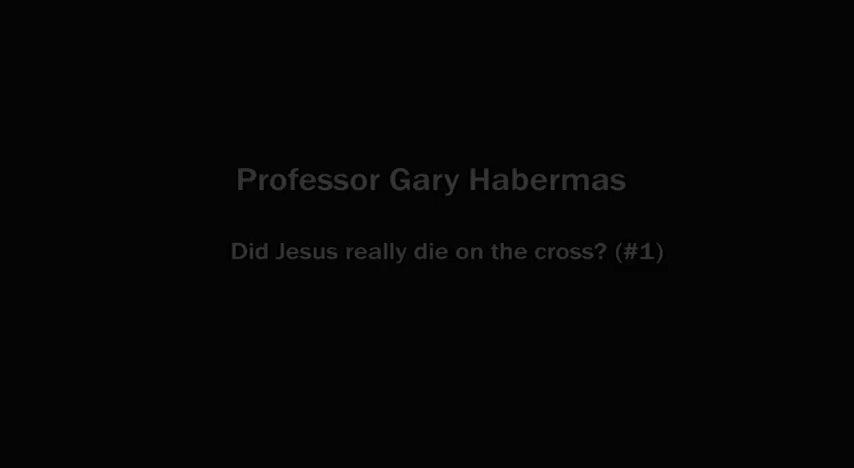 Professor Gary Habermas
Did Jesus really die on the cross? (#1)